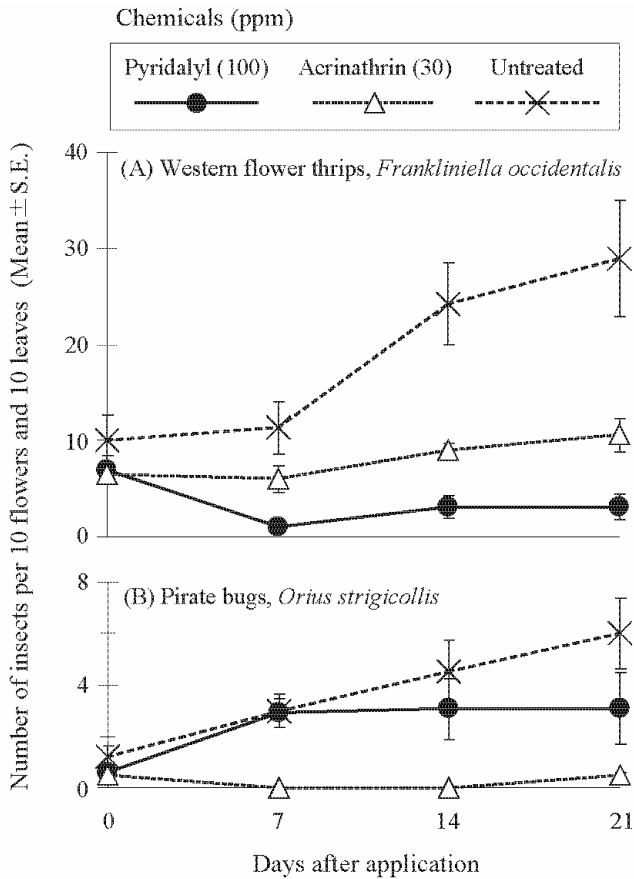 Chemicals (ppm)
Pyridalyl (100) Acrinathrin (30) Untreated
Number of insects per 10 flowers and 10 leaves (Mean±S.E.)
(A) Western flower thrips, Frankliniella occidentalis
40
30
20
10
0
(B) Pirate bugs, Orius strigicollis
8
4
0
0 7 14 21
Days after application